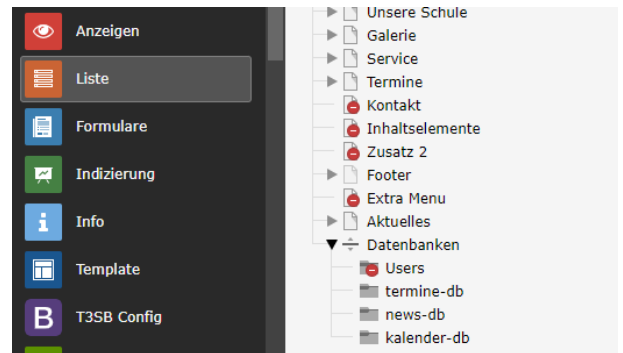 Anzeigen
Liste
Formulare
Indizierung
Info
Template
B T3SB Config
Unsere Schule
Galerie
Service
Termine
Kontakt
Inhaltselemente
Zusatz 2
Footer
Extra Menu
Aktuelles
Datenbanken
Users
termine-db
news-db
kalender-db